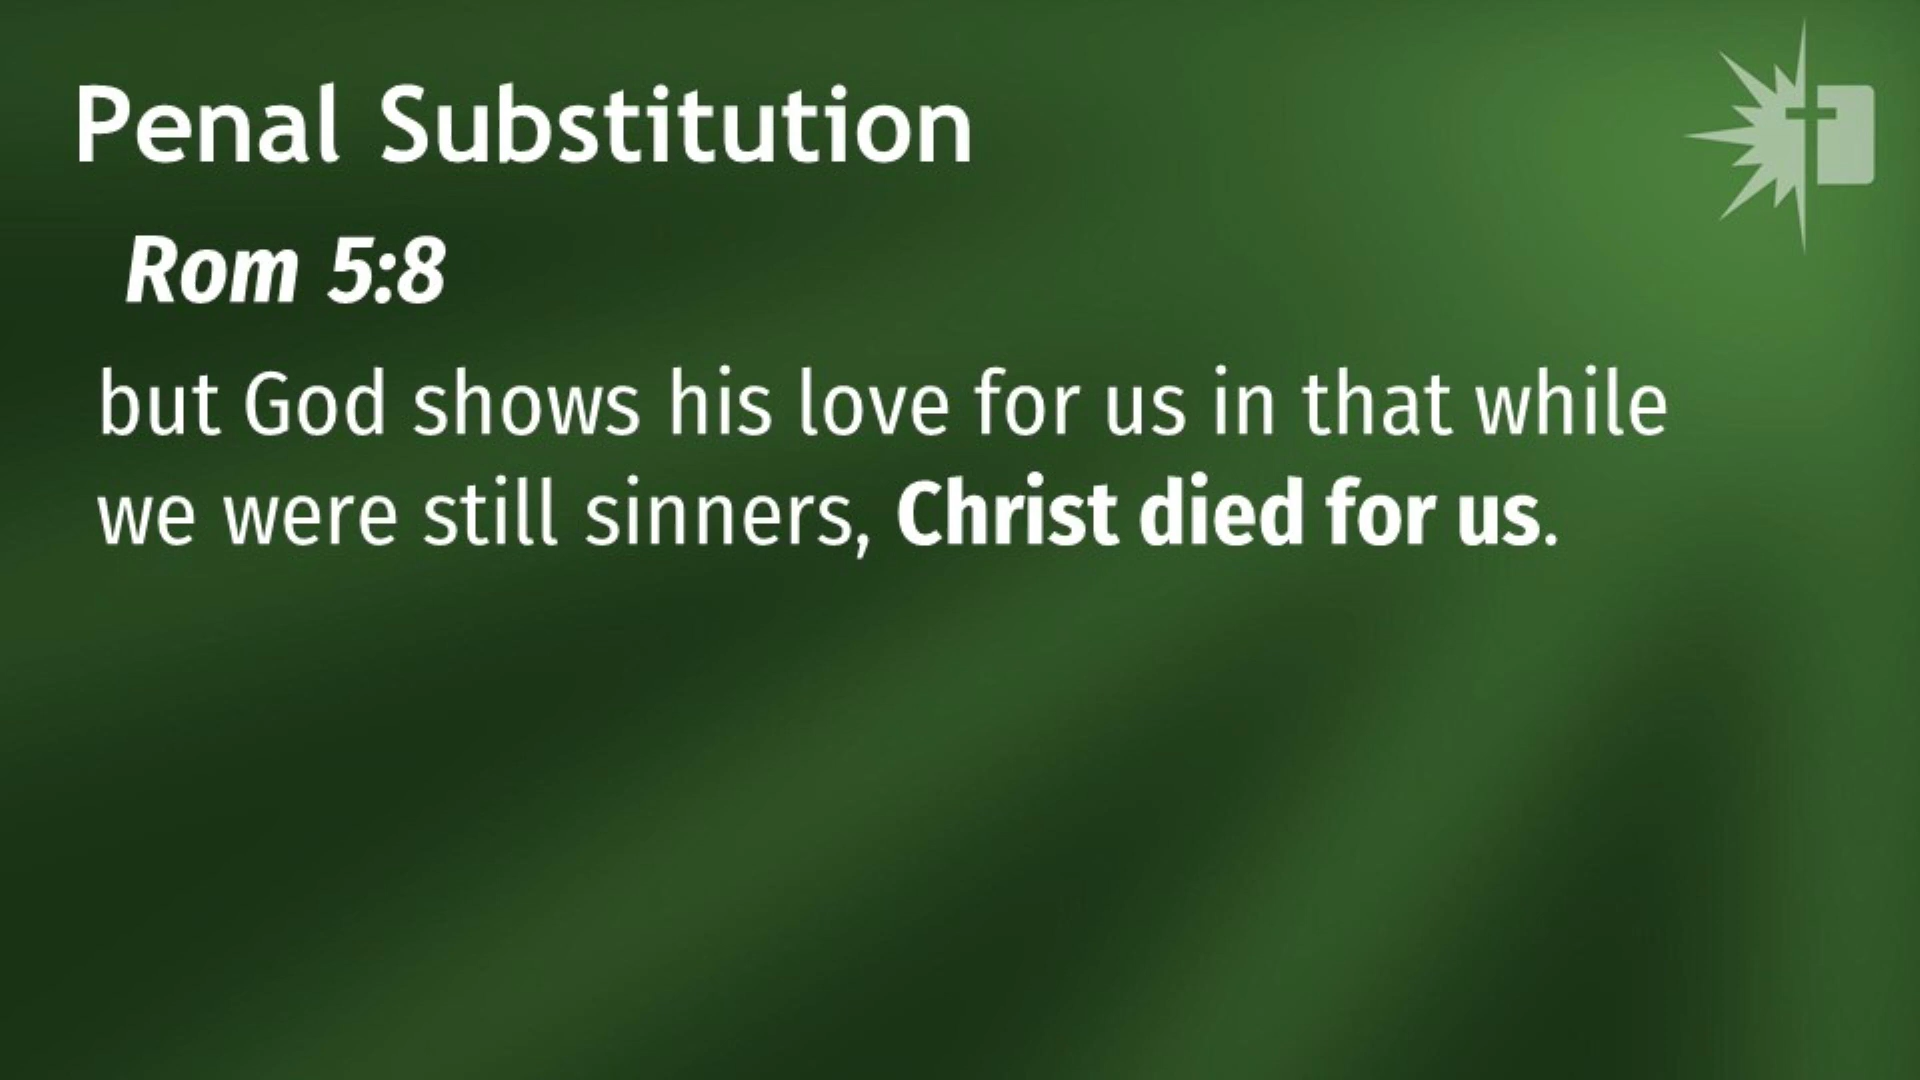 Penal Substitution
Rom 5:8
but God shows his love for us in that while
we were still sinners, Christ died for us.